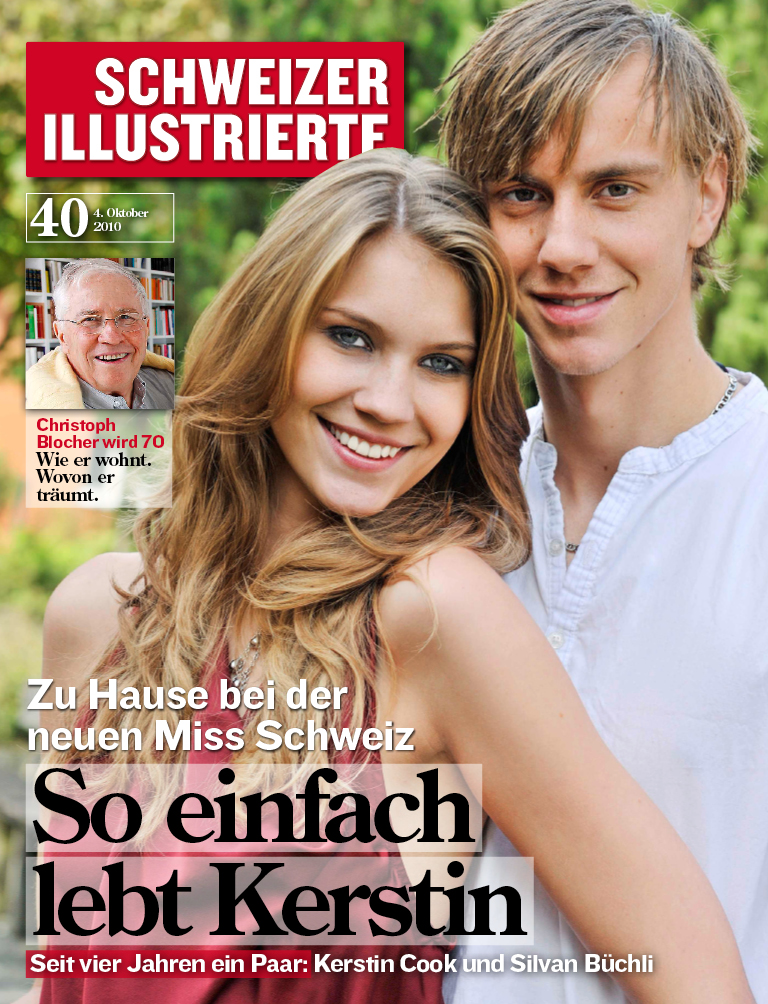 SCHWEIZER
ILLUSTRIERTE
40
4. Oktober
2010
Christoph
Blocher wird 70
Wie er wohnt.
Wovon er
träumt.
Zu Hause bei der
neuen Miss Schweiz
So einfach
lebt Kerstin
Seit vier Jahren ein Paar: Kerstin Cook und Silvan Büchli